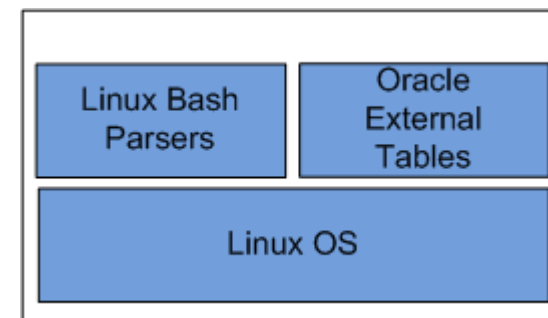 Linux Bash
Parsers
Oracle
External
Tables
Linux OS